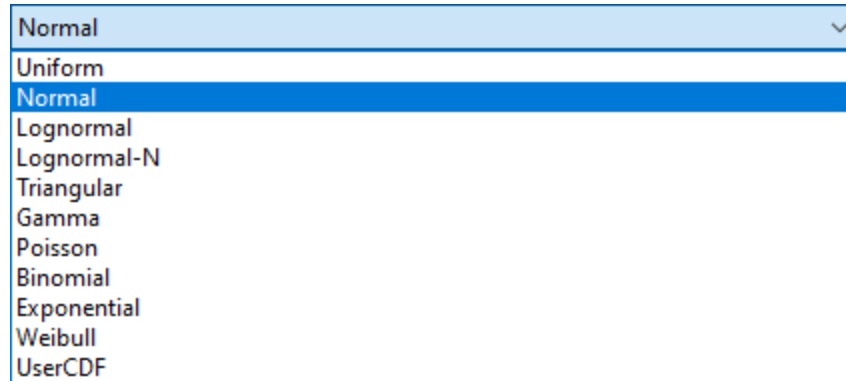 Normal
Uniform
Normal
Lognormal
Lognormal-N
Triangular
Gamma
Poisson
Binomial
Exponential
Weibull
UserCDF